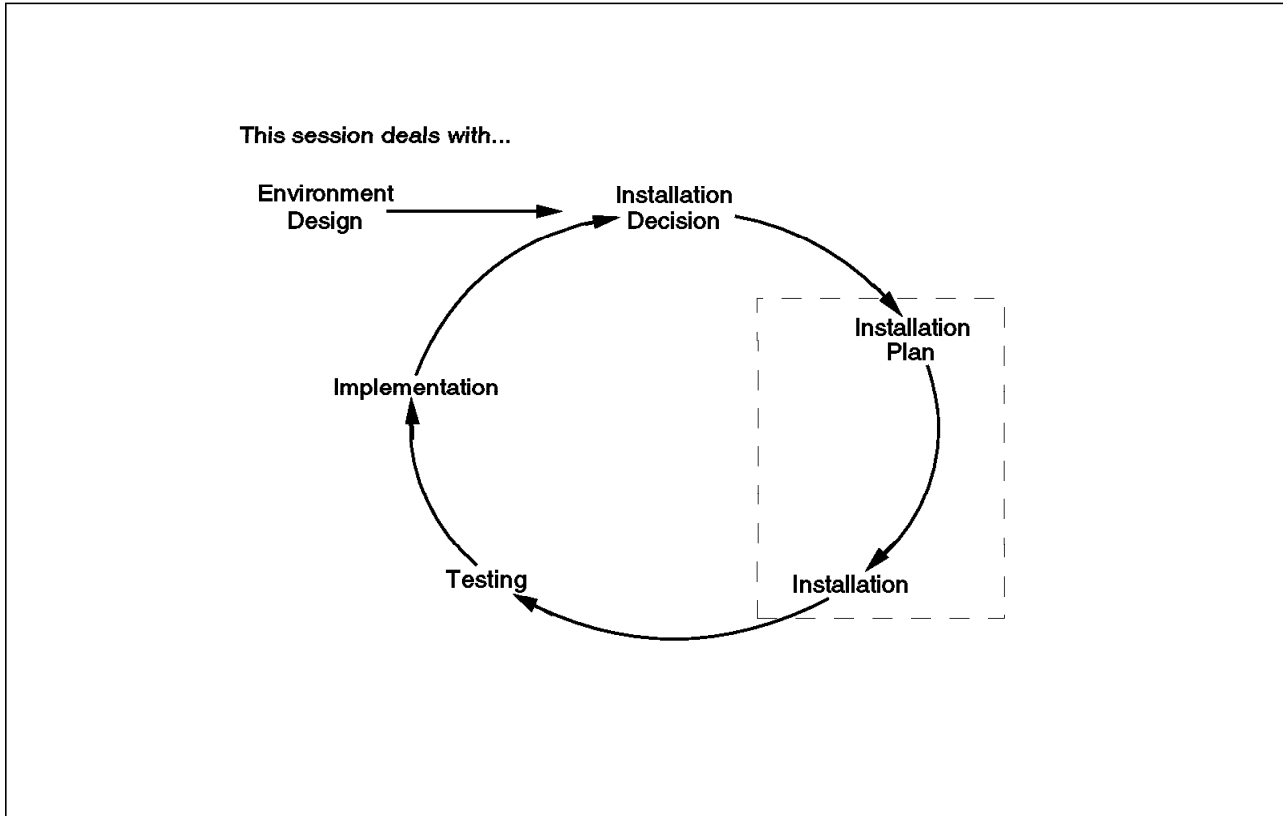 This session deals with...
Environment
Design
Installation
Decision
Installation
Plan
Installation
Testing
Implementation